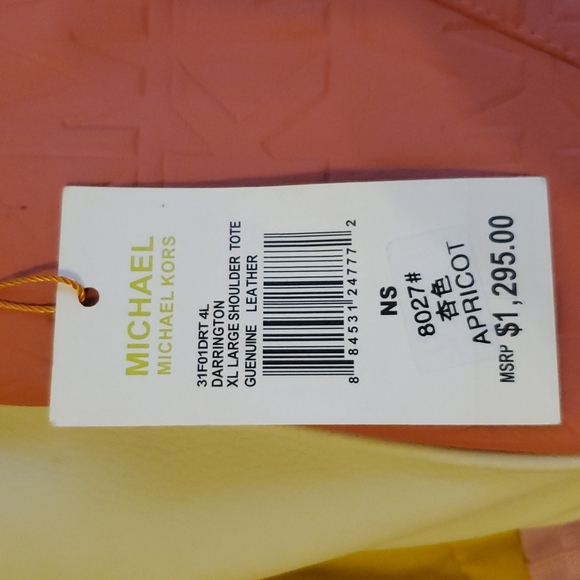 MICHAEL
MICHAEL KORS
31F01DRT 4L
DARRINGTON
XL LARGE SHOULDER TOTE
GUENUINE LEATHER
8 84531 24777 2
NS
8027#
杏色
APRICOT
MSRP $1,295.00